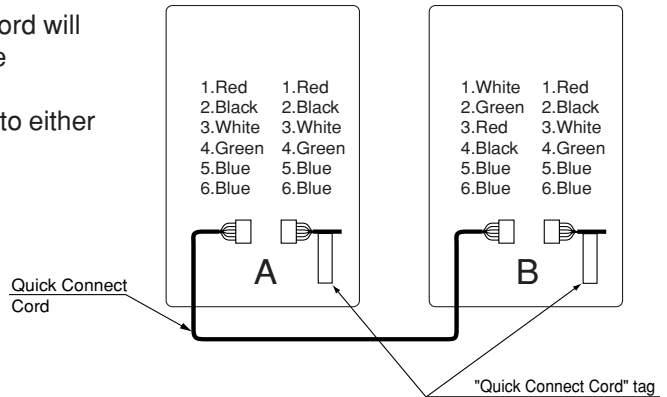 ord will
e
to either
1.Red 1.Red
2.Black 2.Black
3.White 3.White
4.Green 4.Green
5.Blue 5.Blue
6.Blue 6.Blue
A
1.White 1.Red
2.Green 2.Black
3.Red 3.White
4.Black 4.Green
5.Blue 5.Blue
6.Blue 6.Blue
B
Quick Connect
Cord
"Quick Connect Cord" tag